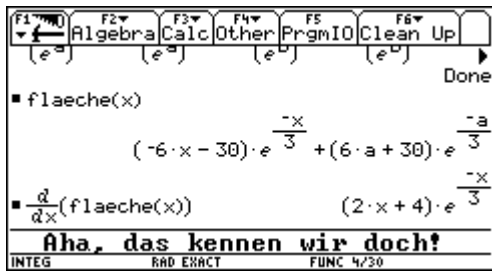 F1 F2 Algebra F3 Calc F4 Other F5 PrgmIO F6 Clean Up
(e^a) (e^a) (e^b) (e^b)
Done
▪ flaeche(x)
(-6·x - 30)·e^(-x/3) + (6·a + 30)·e^(-a/3)
▪ d/dx(flaeche(x)) (2·x + 4)·e^(-x/3)
Aha, das kennen wir doch!
INTEG RAD EXACT FUNC 4/30